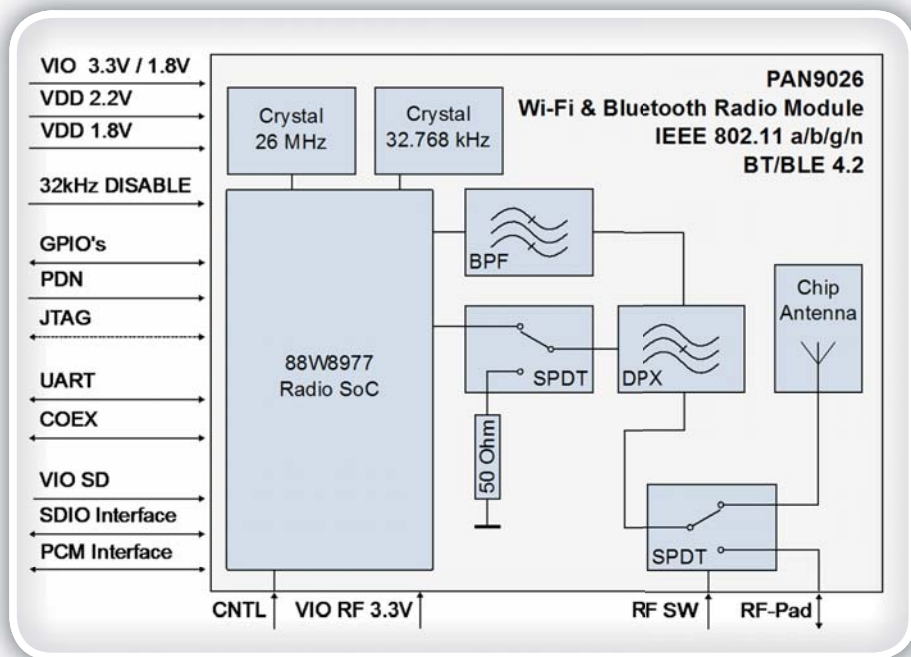 VIO 3.3V / 1.8V
VDD 2.2V
VDD 1.8V
32kHz DISABLE
GPIO's
PDN
JTAG
UART
COEX
VIO SD
SDIO Interface
PCM Interface
PAN9026
Wi-Fi & Bluetooth Radio Module
IEEE 802.11 a/b/g/n
BT/BLE 4.2
Crystal
26 MHz
Crystal
32.768 kHz
BPF
88W8977
Radio SoC
SPDT
DPX
Chip
Antenna
50 Ohm
SPDT
CNTL
VIO RF 3.3V
RF SW
RF-Pad